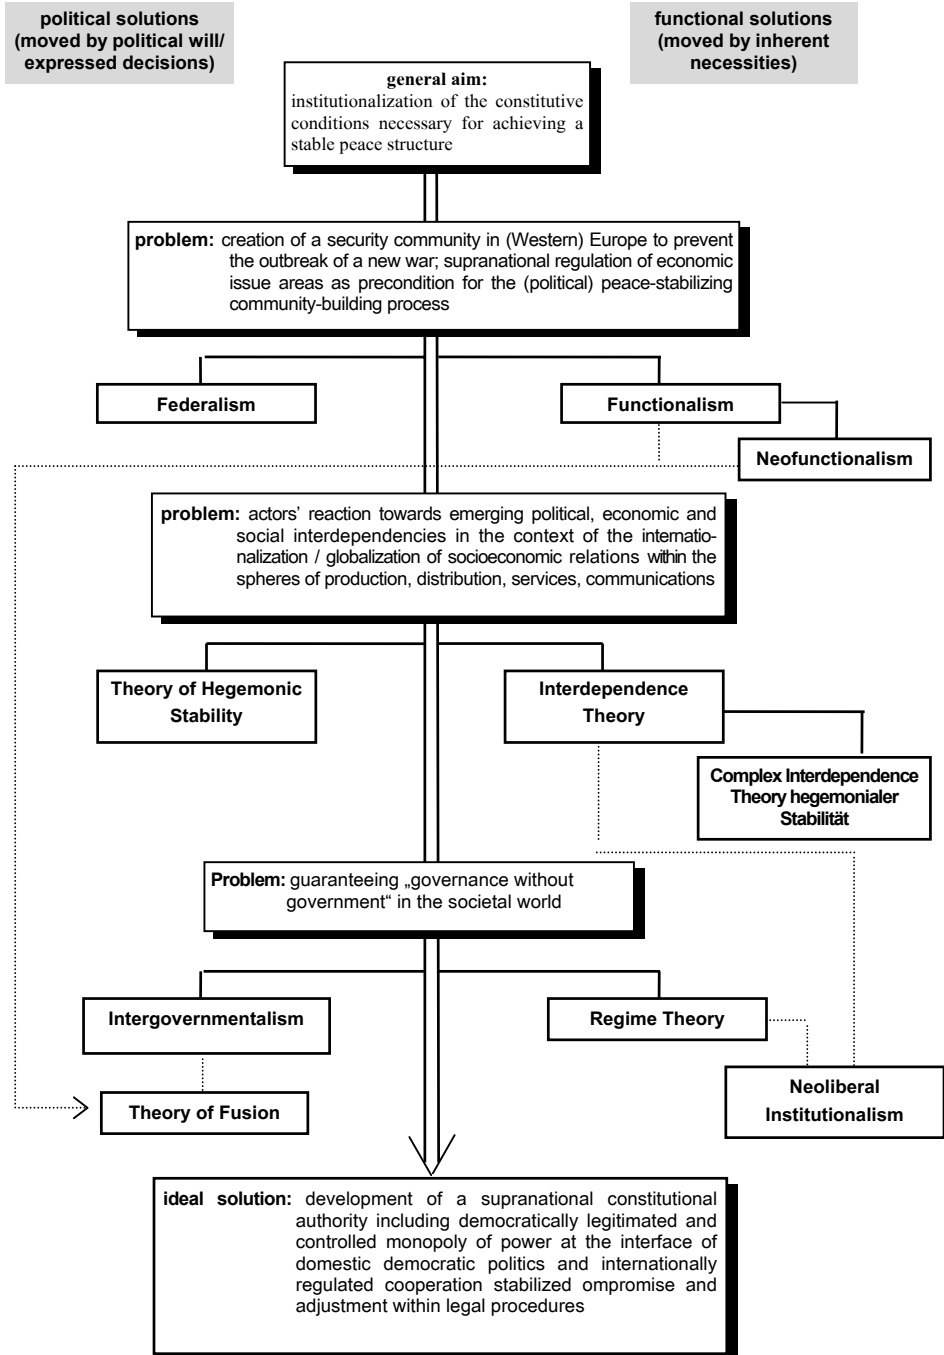 political solutions
(moved by political will/
expressed decisions)
functional solutions
(moved by inherent
necessities)
general aim:
institutionalization of the constitutive
conditions necessary for achieving a
stable peace structure
problem: creation of a security community in (Western) Europe to prevent
the outbreak of a new war; supranational regulation of economic
issue areas as precondition for the (political) peace-stabilizing
community-building process
Federalism
Functionalism
Neofunctionalism
problem: actors’ reaction towards emerging political, economic and
social interdependencies in the context of the internatio-
nalization / globalization of socioeconomic relations within the
spheres of production, distribution, services, communications
Theory of Hegemonic
Stability
Interdependence
Theory
Complex Interdependence
Theory hegemonialer
Stabilität
Problem: guaranteeing „governance without
government“ in the societal world
Intergovernmentalism
Regime Theory
Theory of Fusion
Neoliberal
Institutionalism
ideal solution: development of a supranational constitutional
authority including democratically legitimated and
controlled monopoly of power at the interface of
domestic democratic politics and internationally
regulated cooperation stabilized ompromise and
adjustment within legal procedures